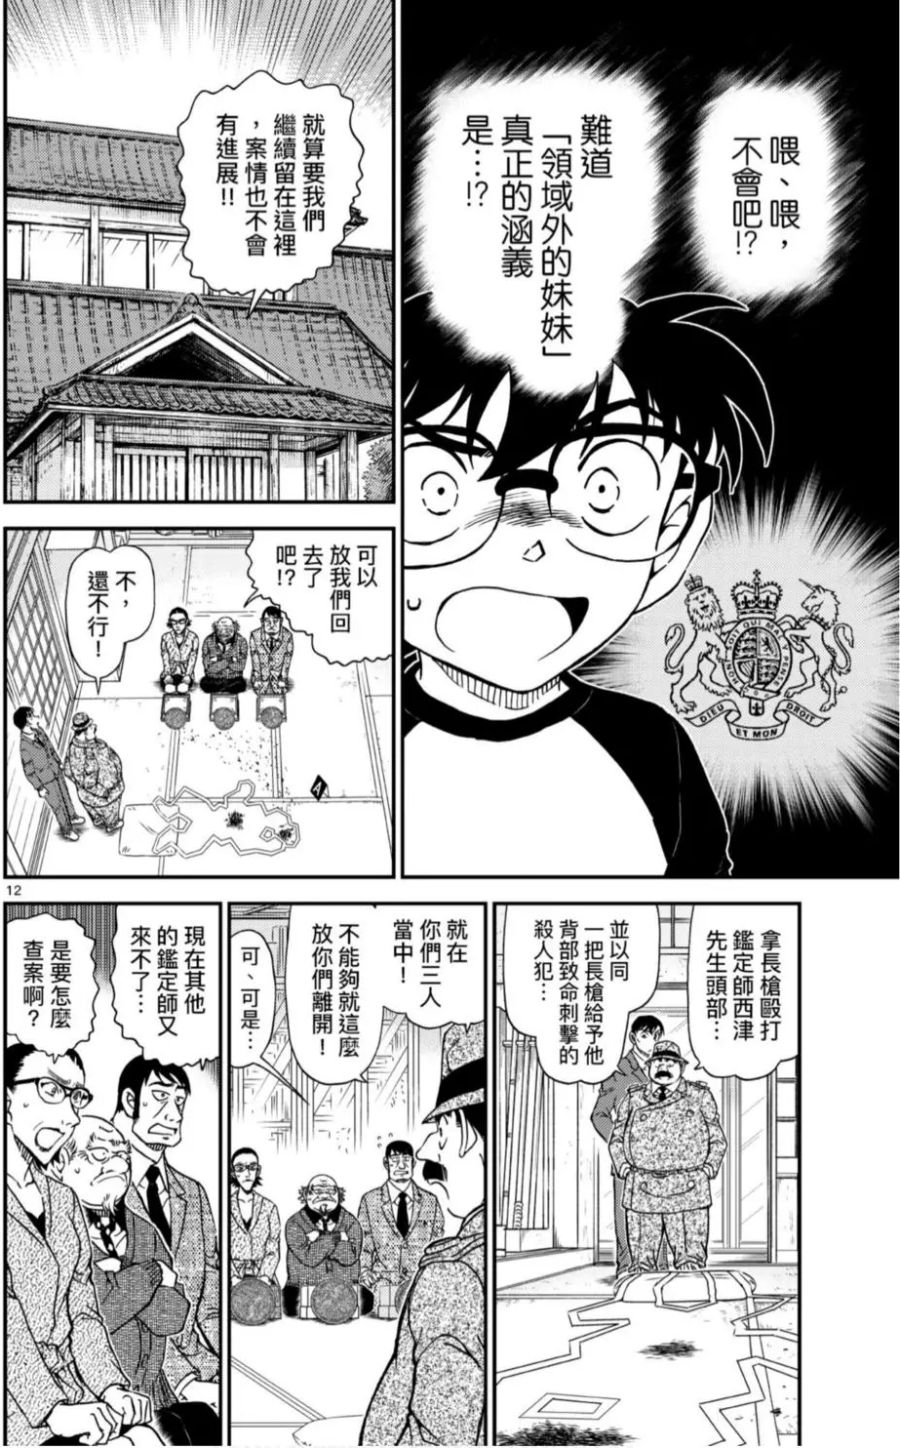 喂、喂，
不會吧!?
難道
「領域外的妹妹」
真正的涵義
是…!?
DIEU
ET MON
DROIT
就算要我們
繼續留在這裡
，案情也不會
有進展!!
可以
放我們回
去了
吧!?
不，
還不行！
A
12
拿長槍毆打
鑑定師西津
先生頭部…
並以同
一把長槍給予他
背部致命刺擊的
殺人犯…
就在
你們三人
當中！
不能夠就這麼
放你們離開！
可、可是…
現在其他
的鑑定師又
來不了…
是要怎麼
查案啊？